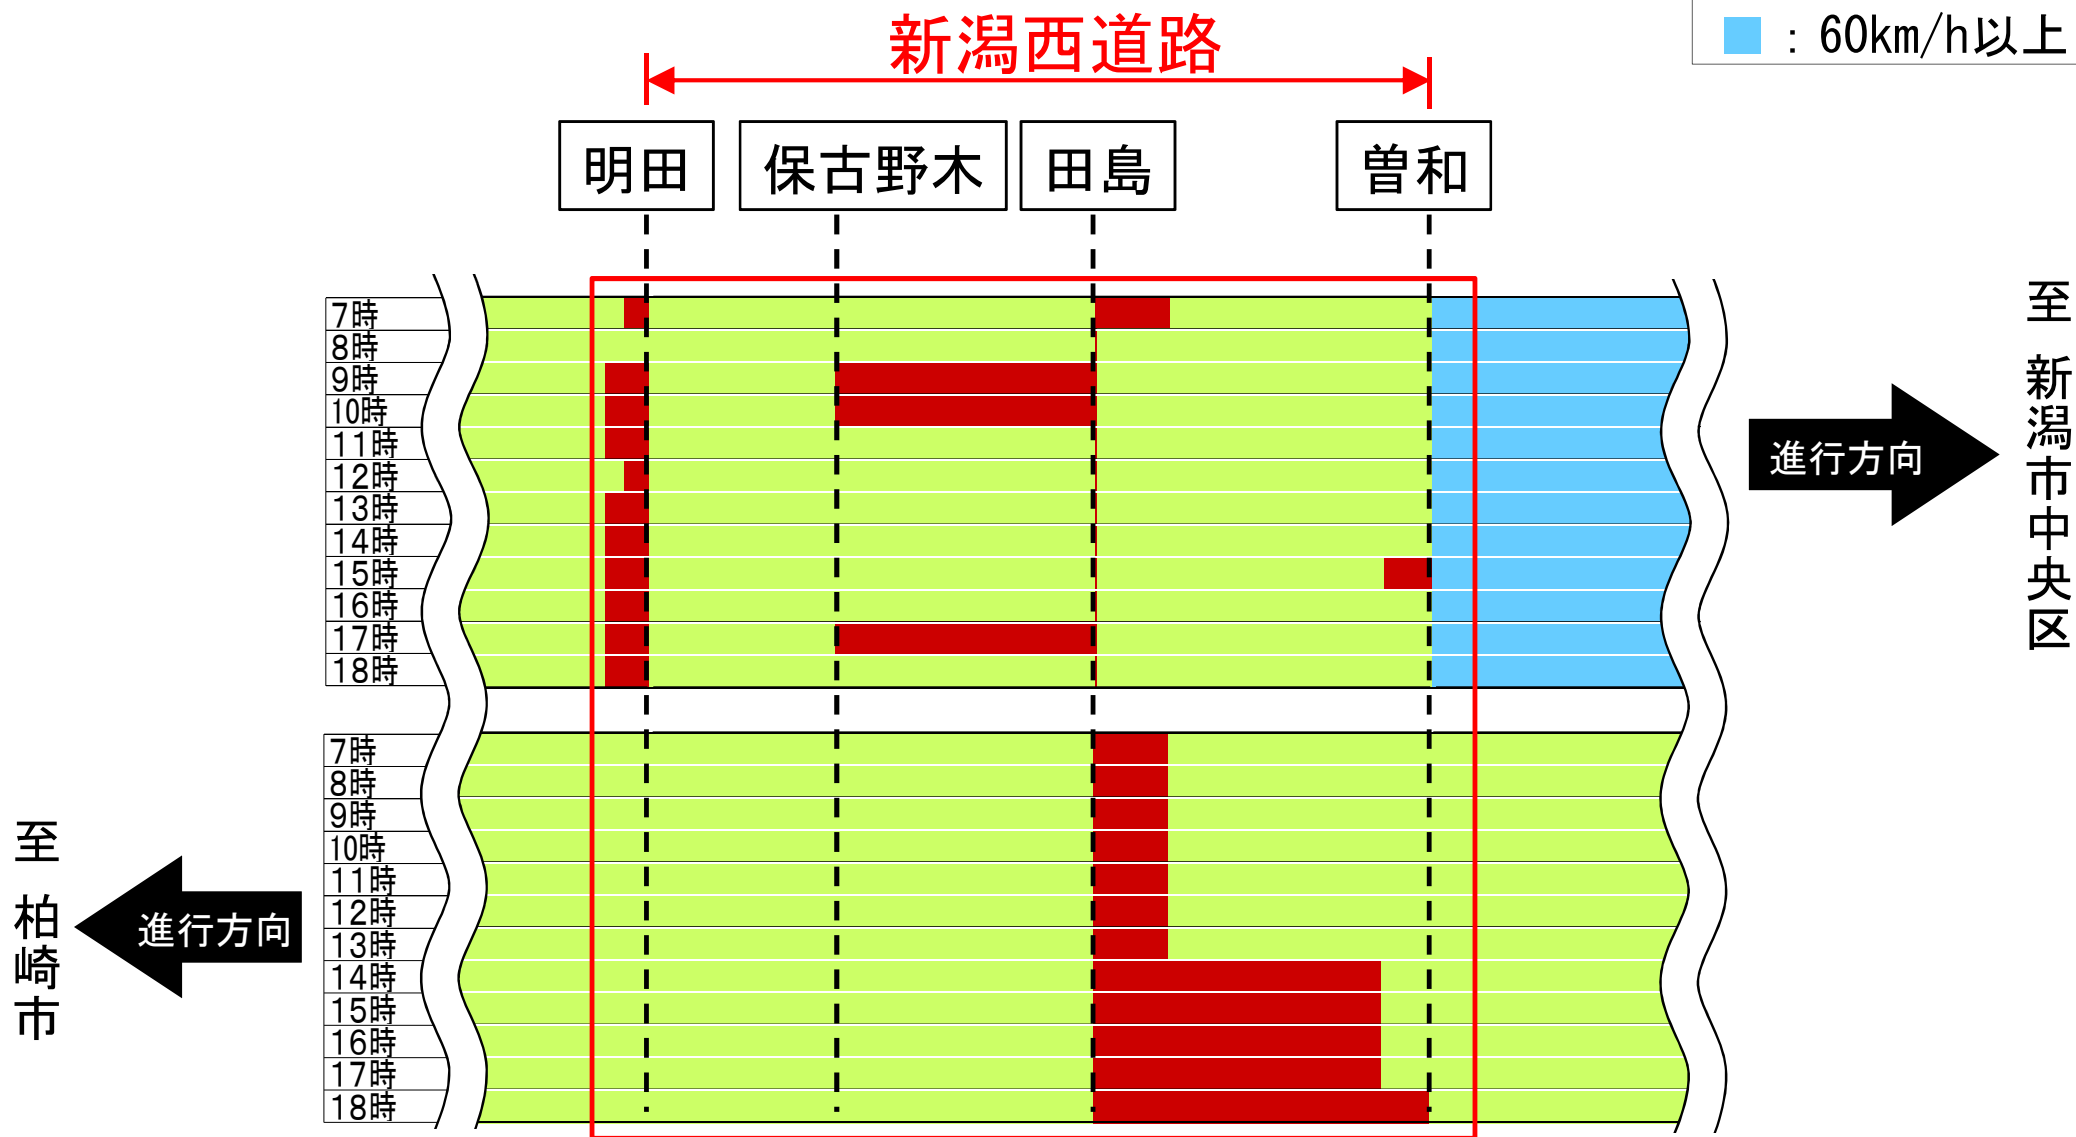 新潟西道路
：60km/h以上
明田
保古野木
田島
曽和
7時
8時
9時
10時
11時
12時
13時
14時
15時
16時
17時
18時
進行方向
至 新潟市中央区
7時
8時
9時
10時
11時
12時
13時
14時
15時
16時
17時
18時
進行方向
至 柏崎市